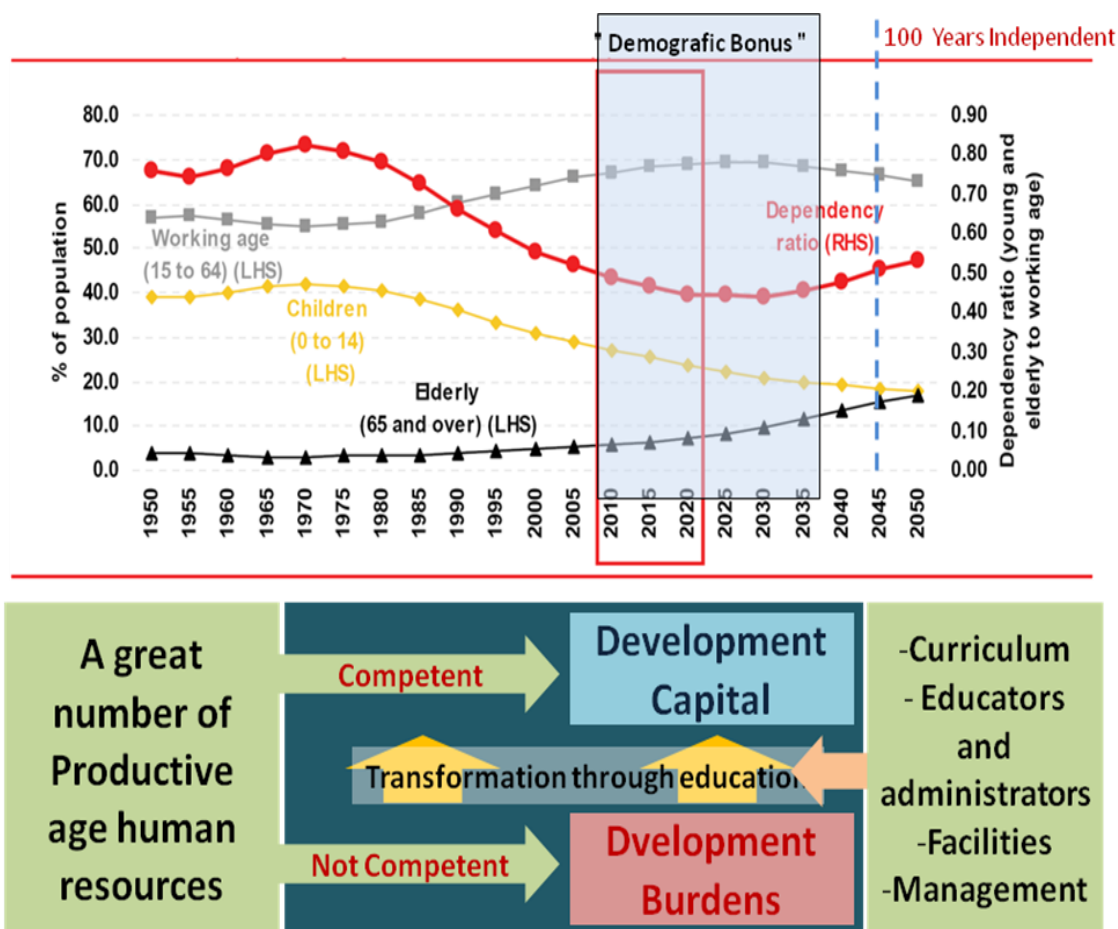 " Demografic Bonus "
100 Years Independent
80.0
70.0
60.0
50.0
40.0
30.0
20.0
10.0
0.0
% of population
0.90
0.80
0.70
0.60
0.50
0.40
0.30
0.20
0.10
0.00
Dependency ratio (young and
elderly to working age)
Working age
(15 to 64) (LHS)
Children
(0 to 14)
(LHS)
Elderly
(65 and over) (LHS)
Dependency
ratio (RHS)
1950
1955
1960
1965
1970
1975
1980
1985
1990
1995
2000
2005
2010
2015
2020
2025
2030
2035
2040
2045
2050
A great
number of
Productive
age human
resources
Competent
Development
Capital
Transformation through education
Not Competent
Dvelopment
Burdens
-Curriculum
- Educators
and
administrators
-Facilities
-Management